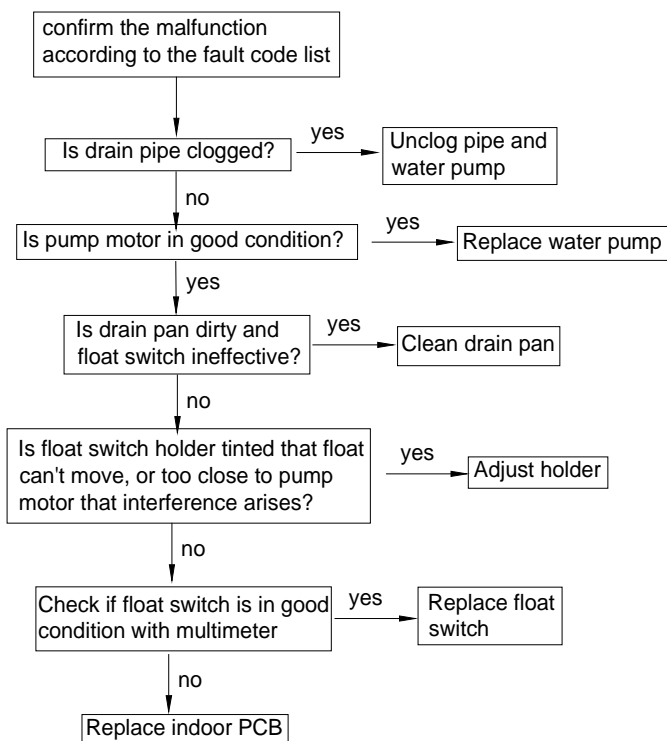 confirm the malfunction
according to the fault code list
Is drain pipe clogged?
yes
Unclog pipe and
water pump
no
Is pump motor in good condition?
yes
Replace water pump
yes
Is drain pan dirty and
float switch ineffective?
yes
Clean drain pan
no
Is float switch holder tinted that float
can't move, or too close to pump
motor that interference arises?
yes
Adjust holder
no
Check if float switch is in good
condition with multimeter
yes
Replace float
switch
no
Replace indoor PCB